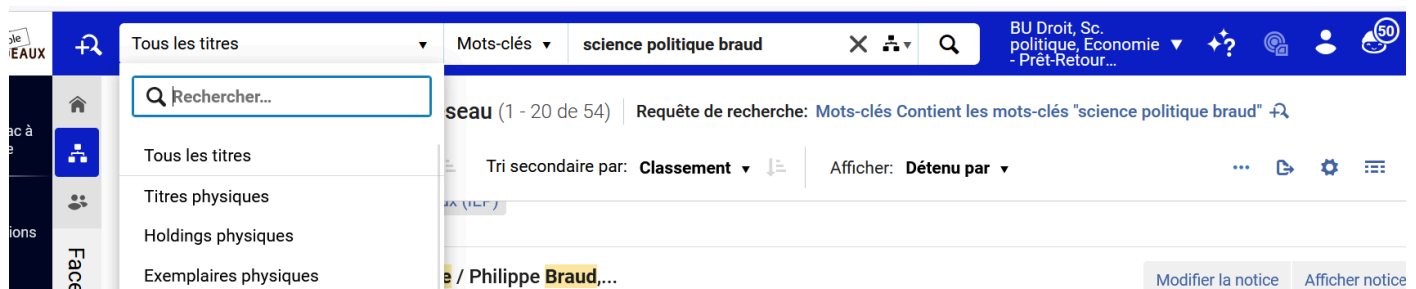 EAUX
Tous les titres
Mots-clés
science politique braud
BU Droit, Sc.
politique, Economie
- Prêt-Retour...
50
Rechercher...
seau (1 - 20 de 54)
Requête de recherche: Mots-clés Contient les mots-clés "science politique braud"
ac à
Tous les titres
Tri secondaire par: Classement
Afficher: Détenu par
Titres physiques
(IEP)
ions
Holdings physiques
Face
Exemplaires physiques
e / Philippe Braud,...
Modifier la notice
Afficher notice